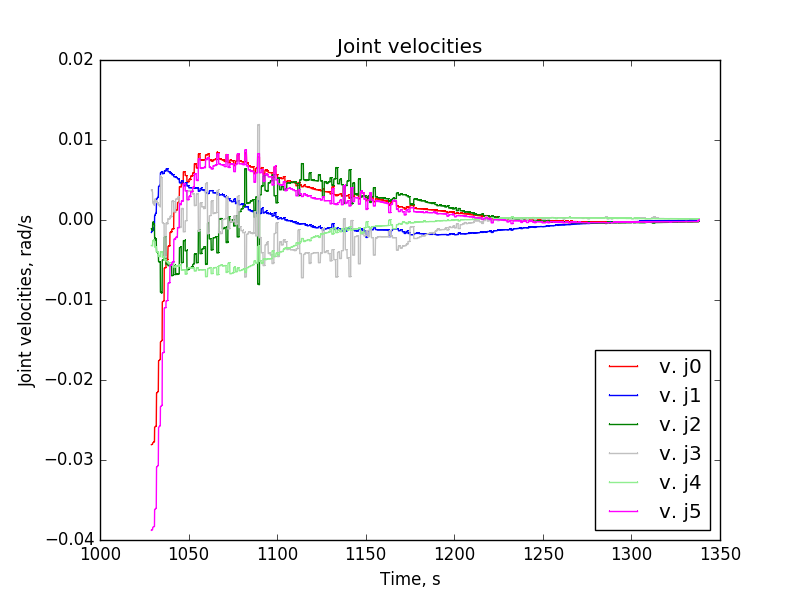 Joint velocities
0.02
0.01
0.00
−0.01
−0.02
−0.03
−0.04
Joint velocities, rad/s
v. j0
v. j1
v. j2
v. j3
v. j4
v. j5
1000 1050 1100 1150 1200 1250 1300 1350
Time, s